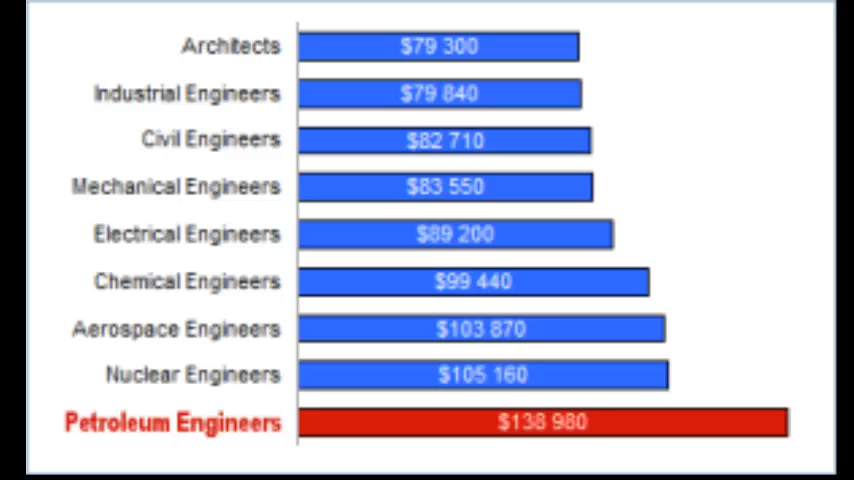 Architects $79 300
Industrial Engineers $79 840
Civil Engineers $82 710
Mechanical Engineers $83 550
Electrical Engineers $89 200
Chemical Engineers $99 440
Aerospace Engineers $103 870
Nuclear Engineers $105 160
Petroleum Engineers $138 980